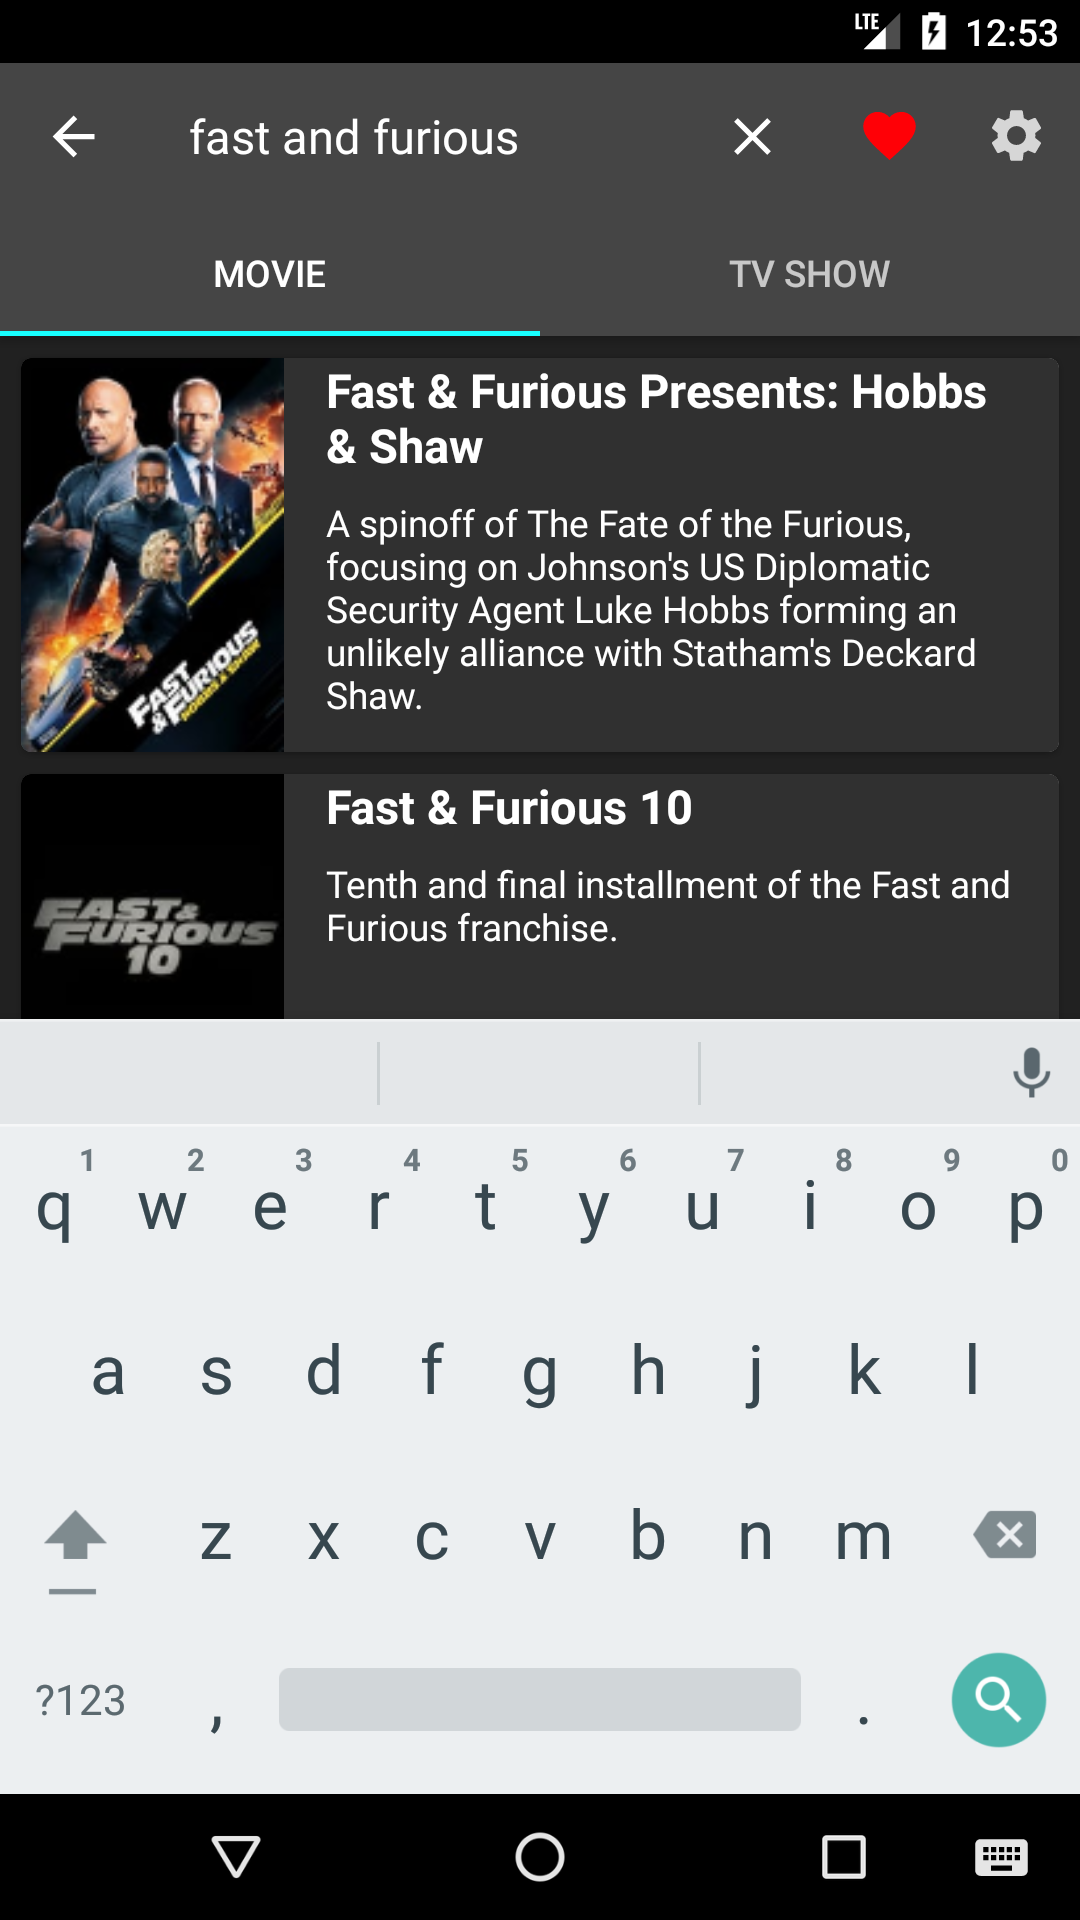 LTE 12:53
fast and furious
MOVIE TV SHOW
Fast & Furious Presents: Hobbs
& Shaw
A spinoff of The Fate of the Furious,
focusing on Johnson's US Diplomatic
Security Agent Luke Hobbs forming an
unlikely alliance with Statham's Deckard
Shaw.
FAST
& FURIOUS
HOBBS & SHAW
Fast & Furious 10
Tenth and final installment of the Fast and
Furious franchise.
FAST &
FURIOUS
10
1 2 3 4 5 6 7 8 9 0
q w e r t y u i o p
a s d f g h j k l
z x c v b n m
?123 , .